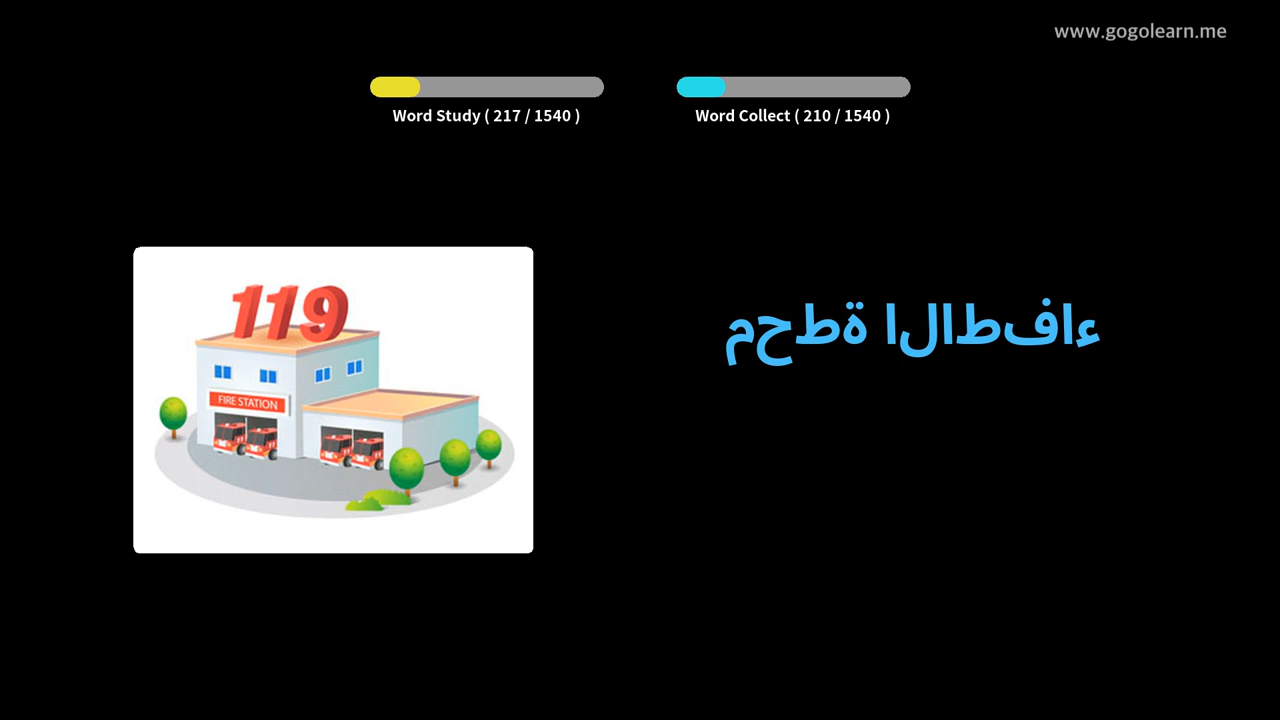 www.gogolearn.me
Word Study ( 217 / 1540 )
Word Collect ( 210 / 1540 )
119
FIRE STATION
محطة الاطفاء